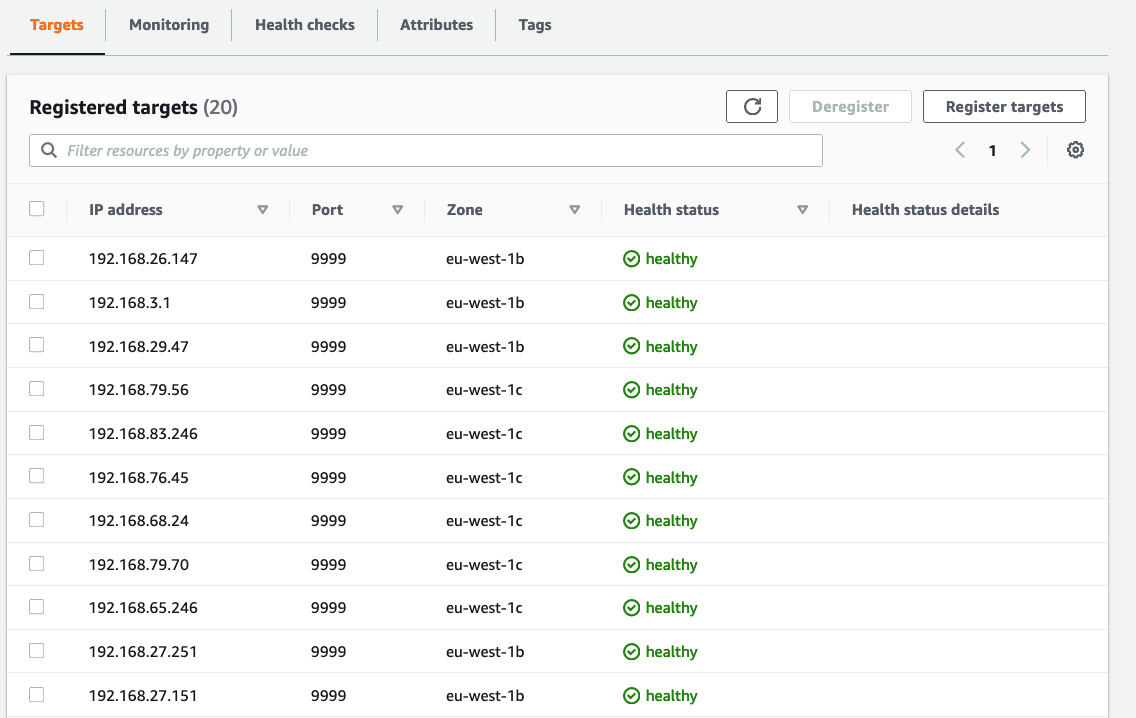 Targets Monitoring Health checks Attributes Tags
Registered targets (20) Deregister Register targets
Filter resources by property or value 1
IP address Port Zone Health status Health status details
192.168.26.147 9999 eu-west-1b healthy
192.168.3.1 9999 eu-west-1b healthy
192.168.29.47 9999 eu-west-1b healthy
192.168.79.56 9999 eu-west-1c healthy
192.168.83.246 9999 eu-west-1c healthy
192.168.76.45 9999 eu-west-1c healthy
192.168.68.24 9999 eu-west-1c healthy
192.168.79.70 9999 eu-west-1c healthy
192.168.65.246 9999 eu-west-1c healthy
192.168.27.251 9999 eu-west-1b healthy
192.168.27.151 9999 eu-west-1b healthy